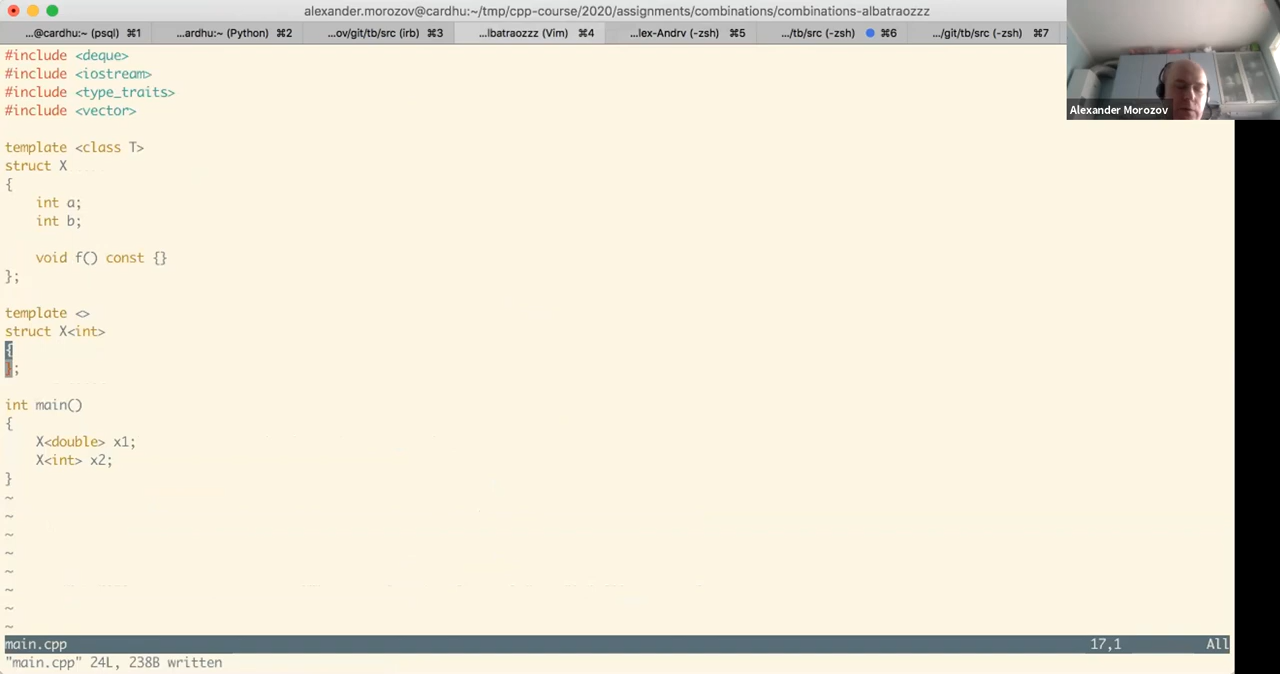 alexander.morozov@cardhu:~/tmp/cpp-course/2020/assignments/combinations/combinations-albatraozzz
...@cardhu:~ (psql) ⌘1 ...ardhu:~ (Python) ⌘2 ...ov/git/tb/src (irb) ⌘3 ...lbatraozzz (Vim) ⌘4 ...lex-Andrv (-zsh) ⌘5 .../tb/src (-zsh) ⌘6 .../git/tb/src (-zsh) ⌘7
Alexander Morozov
#include <deque>
#include <iostream>
#include <type_traits>
#include <vector>
template <class T>
struct X
{
    int a;
    int b;
    void f() const {}
};
template <>
struct X<int>
{
};
int main()
{
    X<double> x1;
    X<int> x2;
}
~
~
~
~
~
~
~
~
main.cpp 17,1 All
"main.cpp" 24L, 238B written